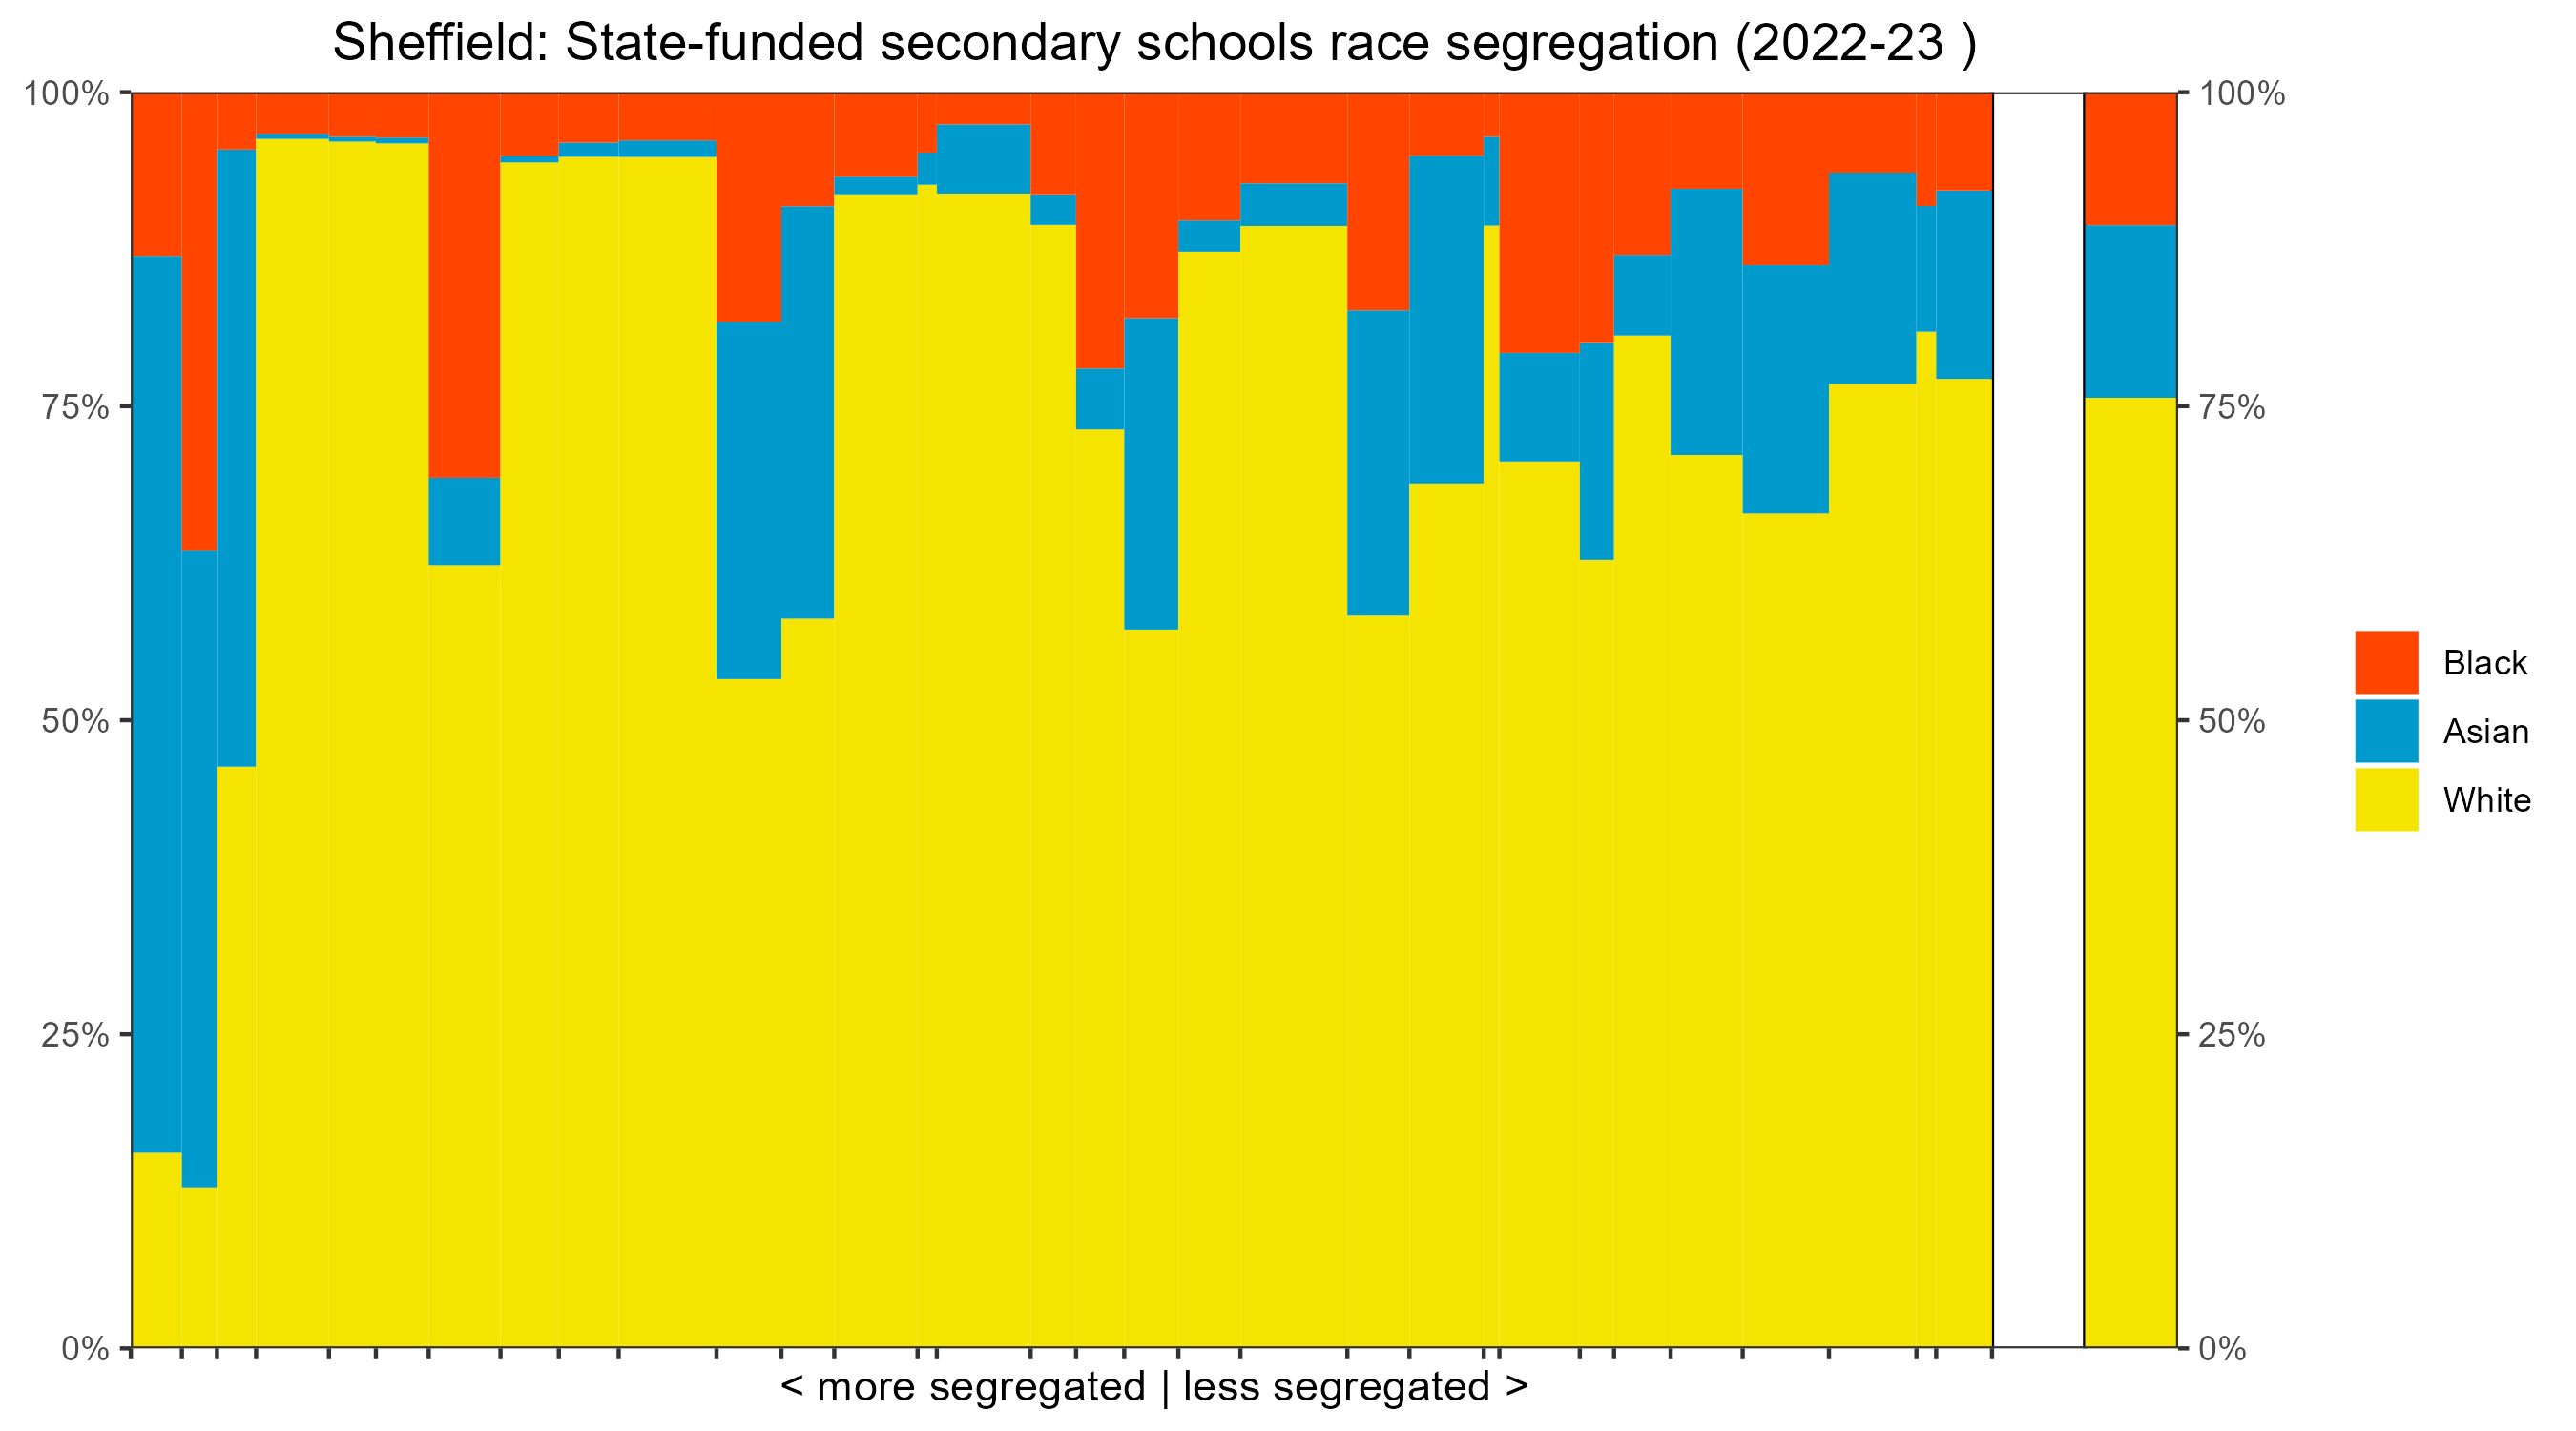 Sheffield: State-funded secondary schools race segregation (2022-23 )
100%
75%
50%
25%
0%
100%
75%
50%
25%
0%
Black
Asian
White
< more segregated | less segregated >